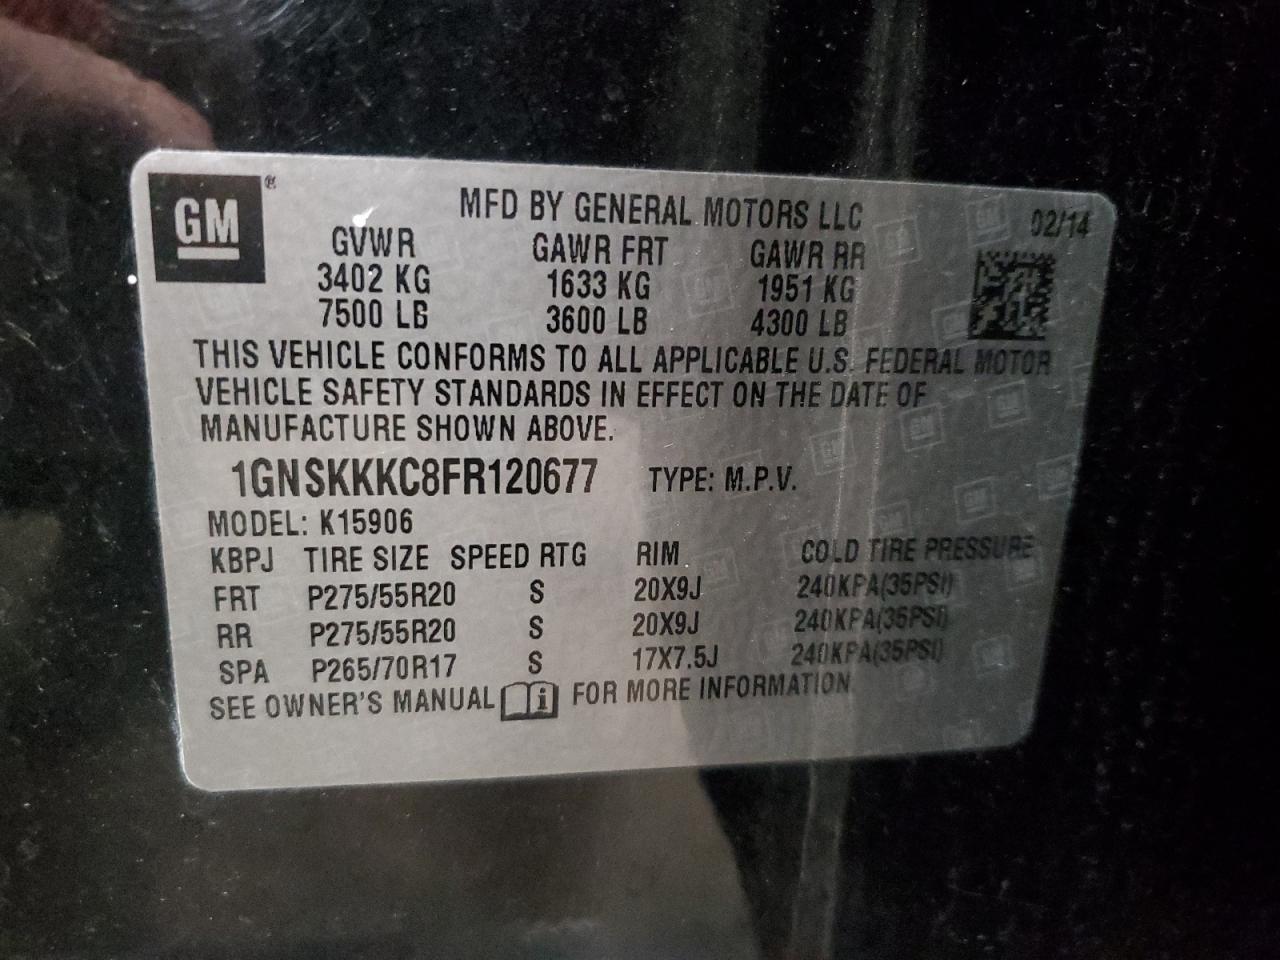 GM ®
MFD BY GENERAL MOTORS LLC 02/14
GVWR GAWR FRT GAWR RR
3402 KG 1633 KG 1951 KG
7500 LB 3600 LB 4300 LB
THIS VEHICLE CONFORMS TO ALL APPLICABLE U.S. FEDERAL MOTOR
VEHICLE SAFETY STANDARDS IN EFFECT ON THE DATE OF
MANUFACTURE SHOWN ABOVE.
1GNSKKKC8FR120677 TYPE: M.P.V.
MODEL: K15906
KBPJ TIRE SIZE SPEED RTG RIM COLD TIRE PRESSURE
FRT P275/55R20 S 20X9J 240KPA(35PSI)
RR P275/55R20 S 20X9J 240KPA(35PSI)
SPA P265/70R17 S 17X7.5J 240KPA(35PSI)
SEE OWNER'S MANUAL i FOR MORE INFORMATION